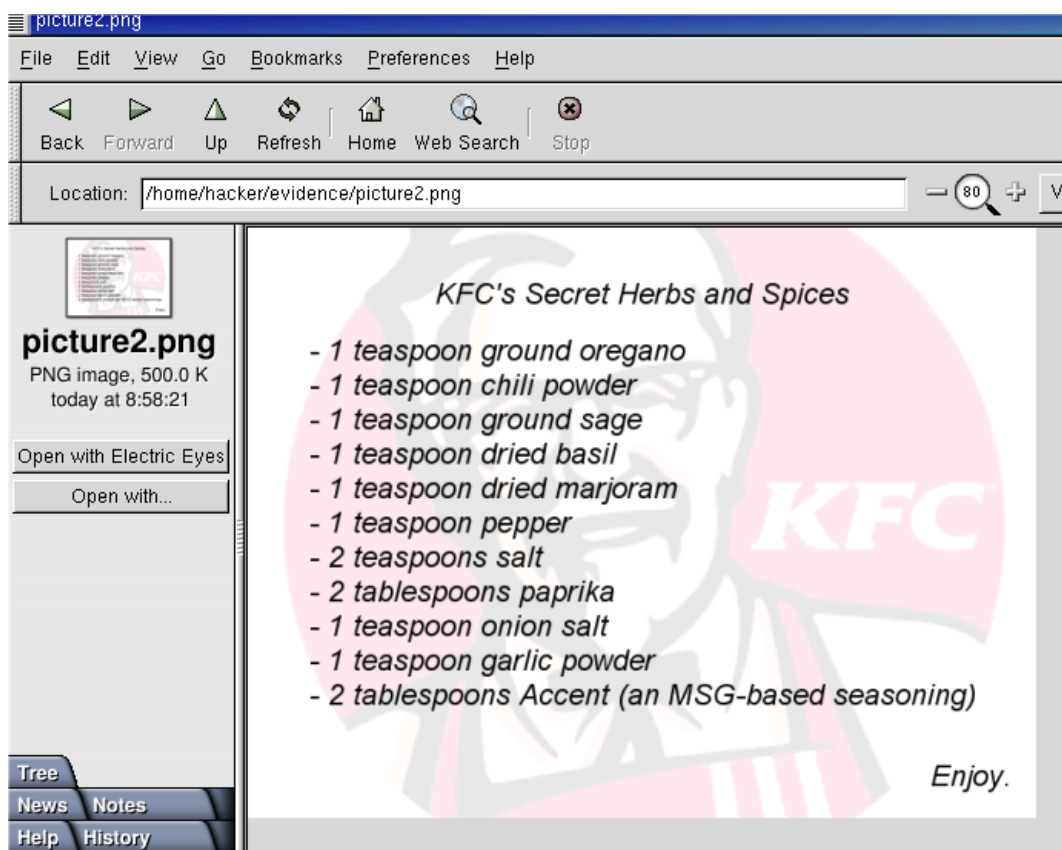 picture2.png
File Edit View Go Bookmarks Preferences Help
Back Forward Up Refresh Home Web Search Stop
Location: /home/hacker/evidence/picture2.png 80 V
picture2.png
PNG image, 500.0 K
today at 8:58:21
Open with Electric Eyes
Open with...
Tree
News Notes
Help History
KFC's Secret Herbs and Spices
- 1 teaspoon ground oregano
- 1 teaspoon chili powder
- 1 teaspoon ground sage
- 1 teaspoon dried basil
- 1 teaspoon dried marjoram
- 1 teaspoon pepper
- 2 teaspoons salt
- 2 tablespoons paprika
- 1 teaspoon onion salt
- 1 teaspoon garlic powder
- 2 tablespoons Accent (an MSG-based seasoning)
Enjoy.
KFC